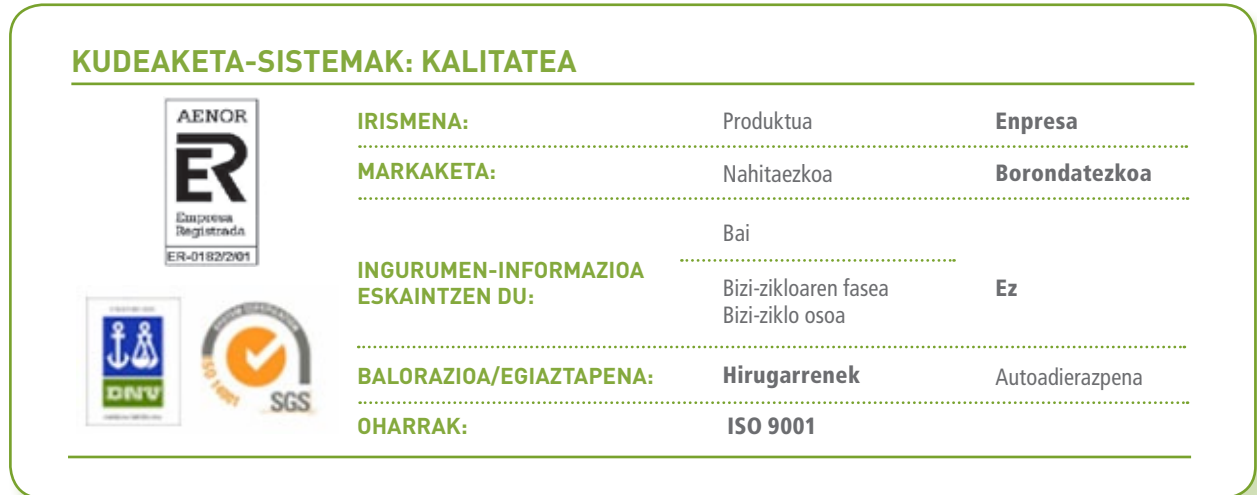 KUDEAKETA-SISTEMAK: KALITATEA
AENOR
ER
Empresa
Registrada
ER-0182/2/01
DNV
ISO 14001
SGS
IRISMENA: Produktua Enpresa
MARKAKETA: Nahitaezkoa Borondatezkoa
Bai
INGURUMEN-INFORMAZIOA
ESKAINTZEN DU:
Bizi-zikloaren fasea
Bizi-ziklo osoa
Ez
BALORAZIOA/EGIAZTAPENA: Hirugarrenek Autoadierazpena
OHARRAK: ISO 9001